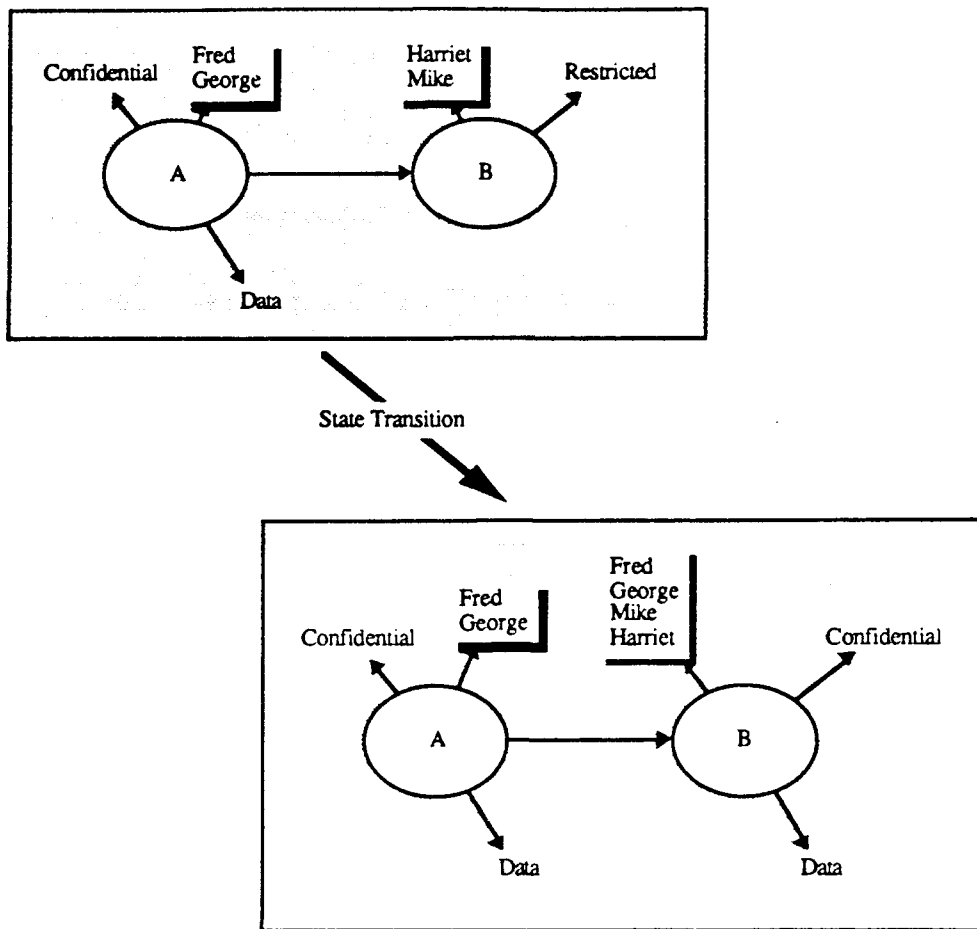 Confidential
Fred
George
Harriet
Mike
Restricted
A
B
Data
State Transition
Confidential
Fred
George
Fred
George
Mike
Harriet
Confidential
A
B
Data
Data